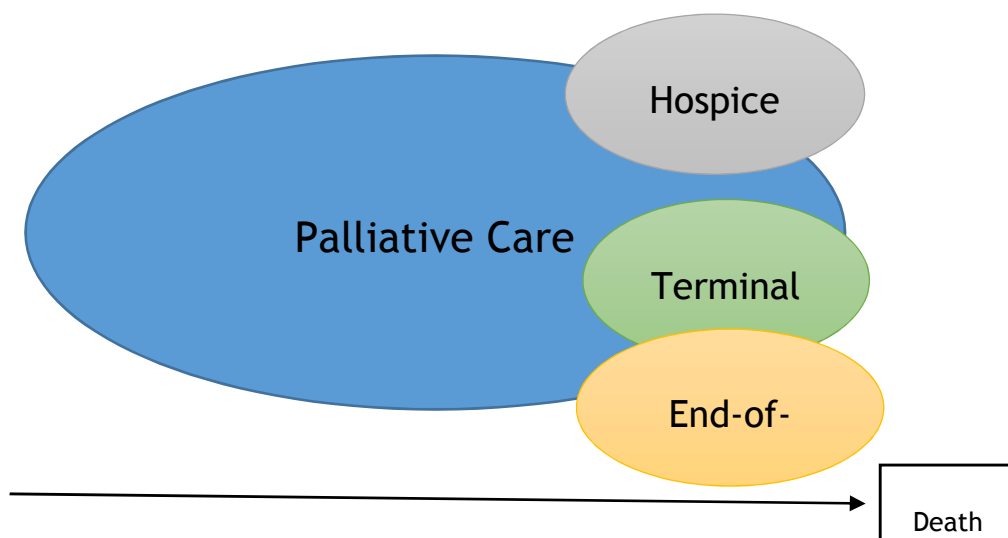 Hospice
Palliative Care
Terminal
End-of-
Death